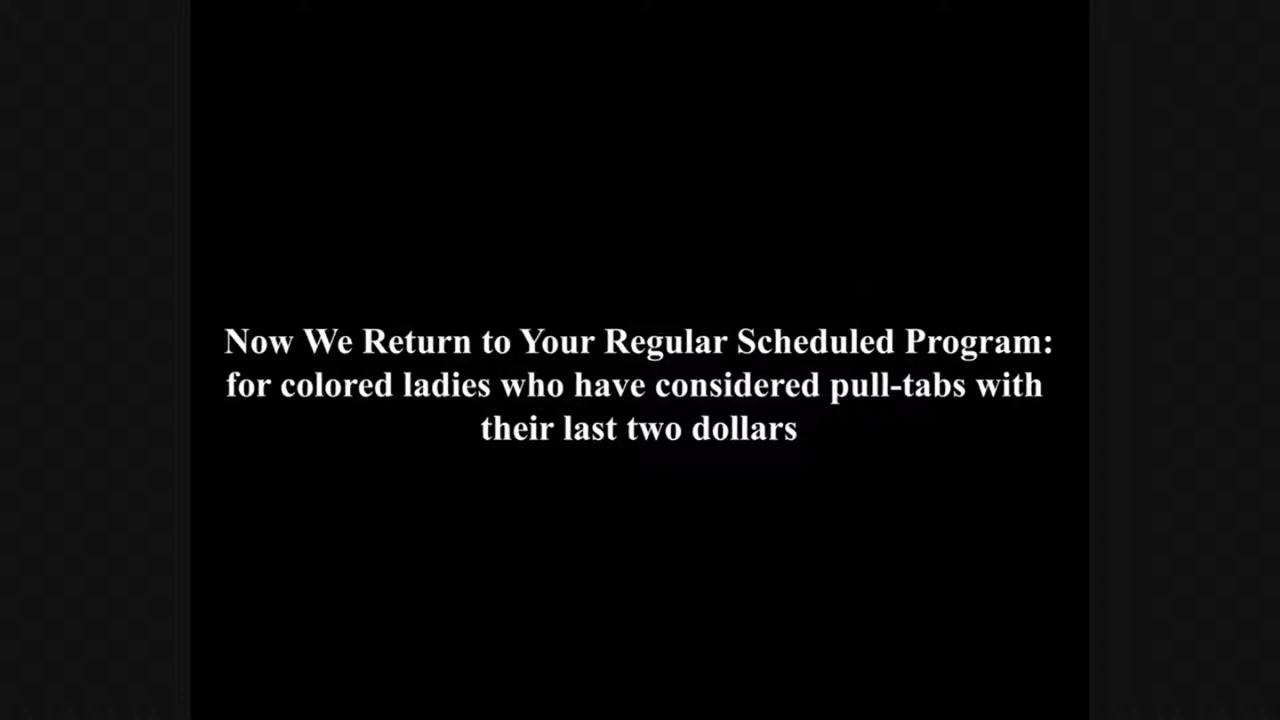 Now We Return to Your Regular Scheduled Program:
for colored ladies who have considered pull-tabs with
their last two dollars